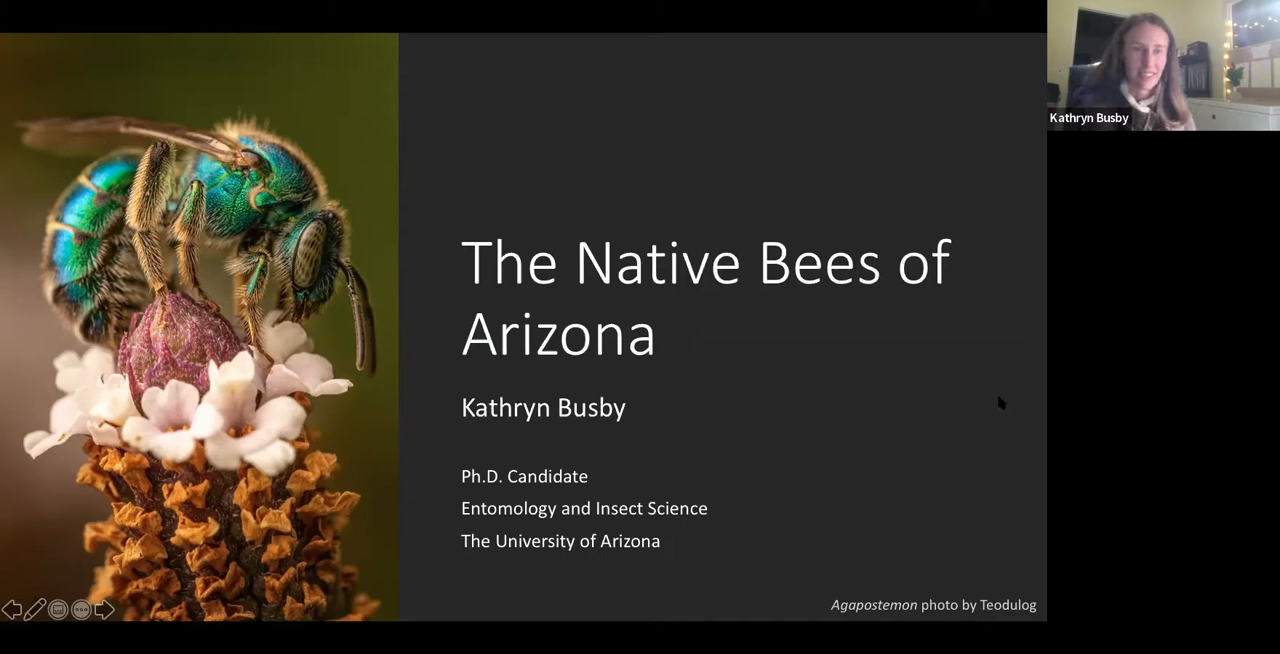 Kathryn Busby
The Native Bees of
Arizona
Kathryn Busby
Ph.D. Candidate
Entomology and Insect Science
The University of Arizona
Agapostemon photo by Teodulog